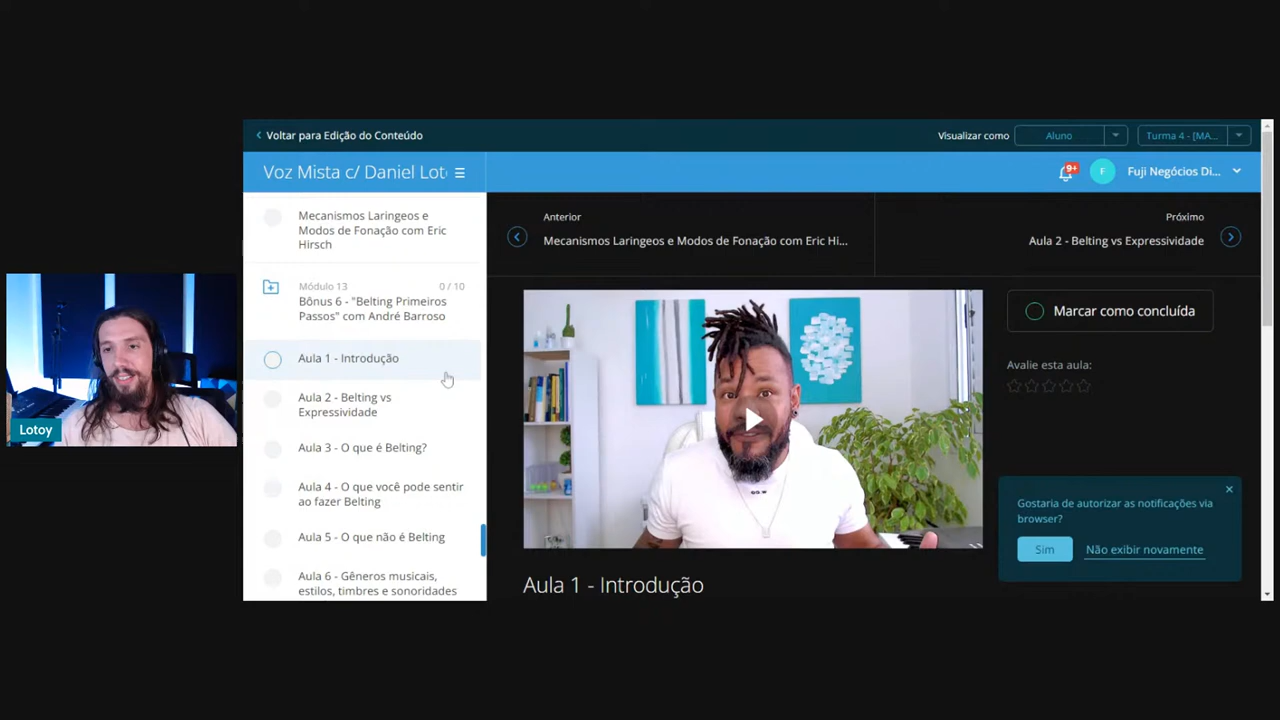 Voltar para Edição do Conteúdo
Visualizar como
Aluno
Turma 4 - [MA...
Voz Mista c/ Daniel Lot
9+
F
Fuji Negócios Di...
Mecanismos Laringeos e
Modos de Fonação com Eric
Hirsch
Módulo 13
0 / 10
Bônus 6 - "Belting Primeiros
Passos" com André Barroso
Aula 1 - Introdução
Aula 2 - Belting vs
Expressividade
Aula 3 - O que é Belting?
Aula 4 - O que você pode sentir
ao fazer Belting
Aula 5 - O que não é Belting
Aula 6 - Gêneros musicais,
estilos, timbres e sonoridades
Anterior
Mecanismos Laringeos e Modos de Fonação com Eric Hi...
Próximo
Aula 2 - Belting vs Expressividade
Marcar como concluída
Avalie esta aula:
Gostaria de autorizar as notificações via
browser?
Sim
Não exibir novamente
Aula 1 - Introdução
Lotoy